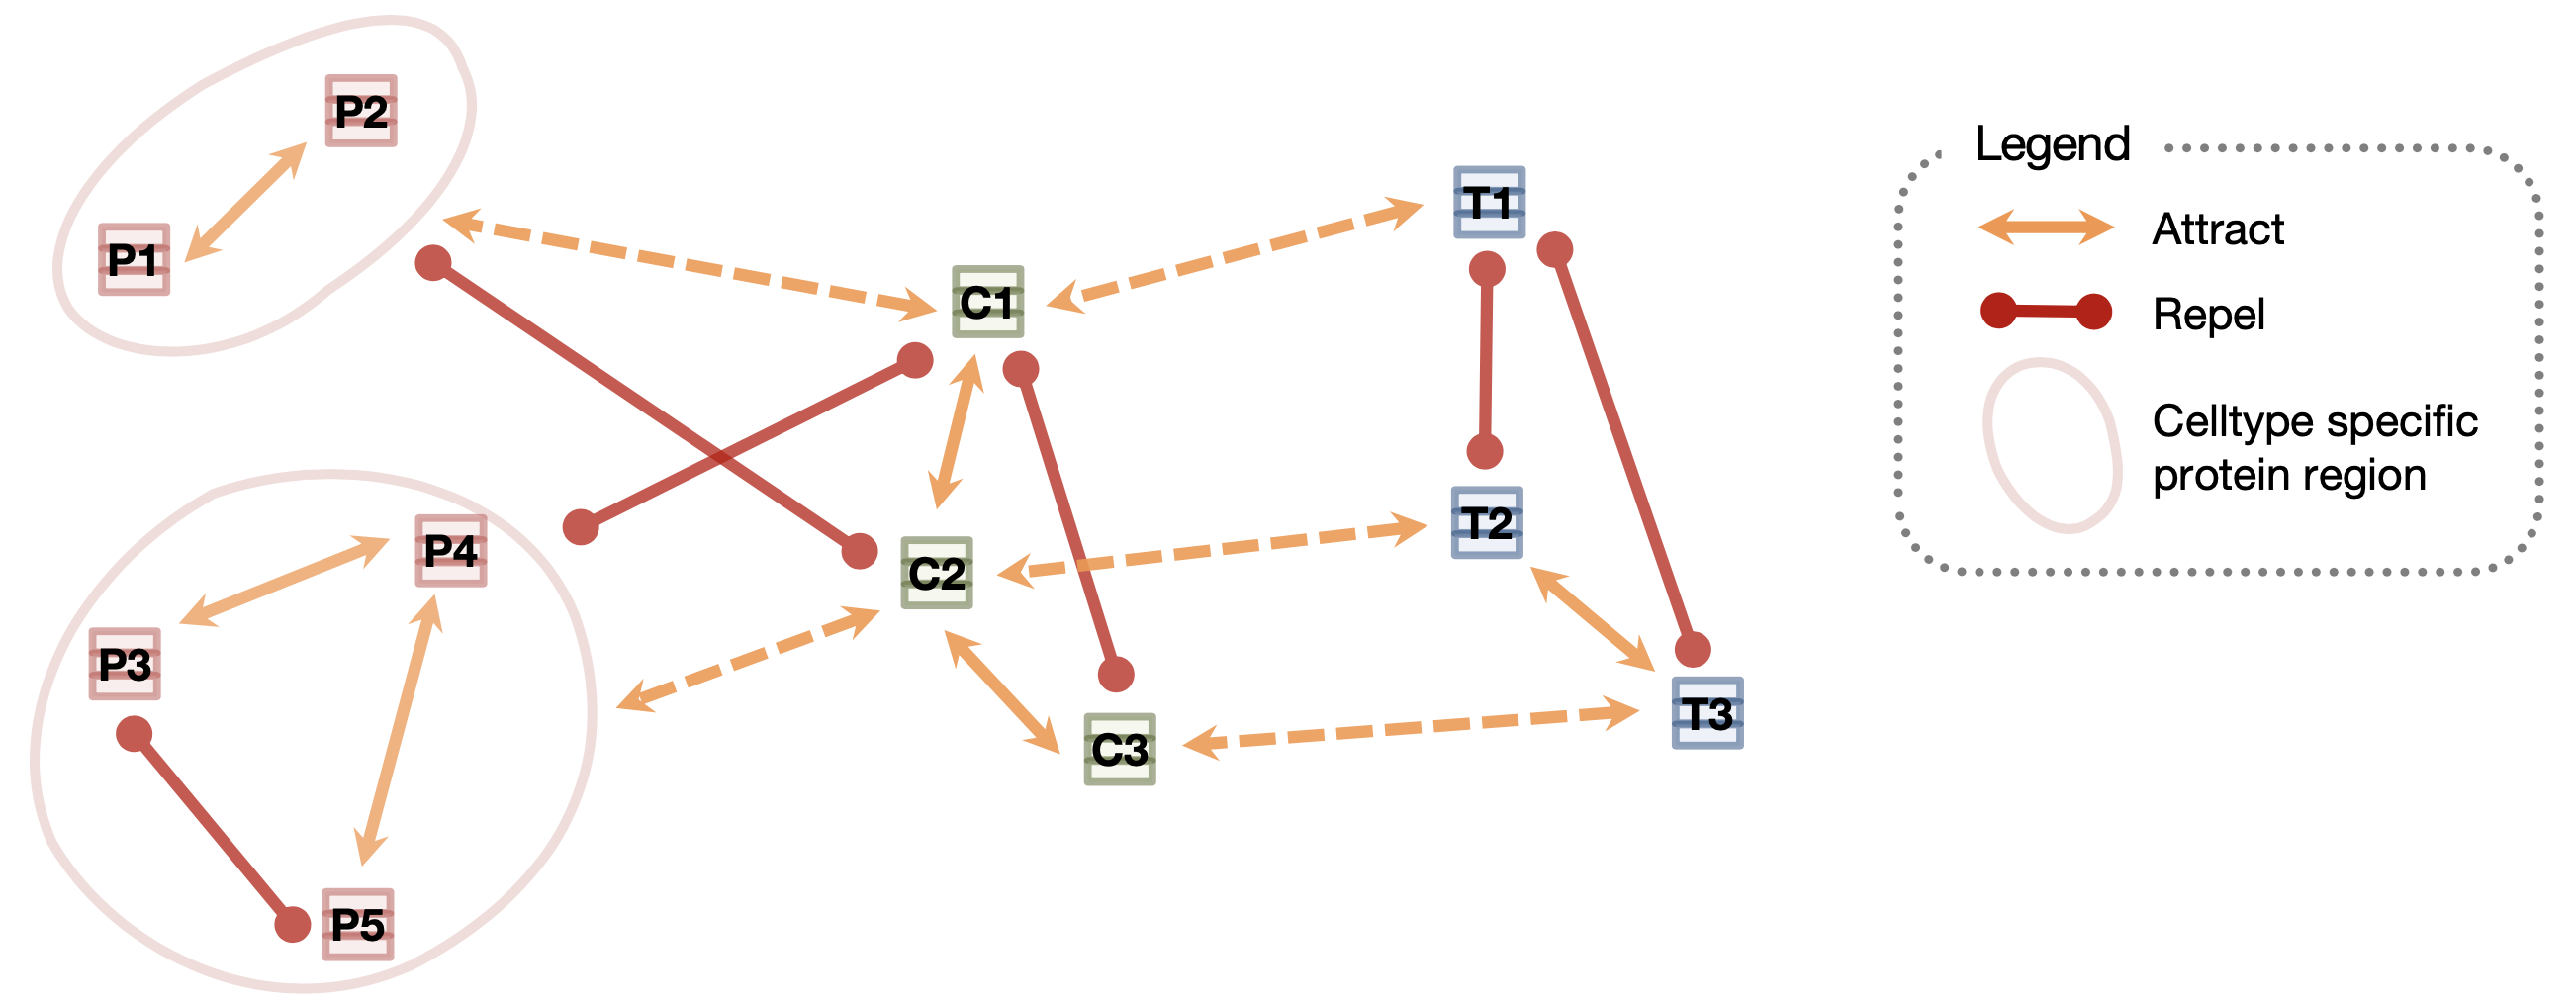 P2
P1
C1
T1
C2
T2
P4
P3
C3
T3
P5
Legend
Attract
Repel
Celltype specific
protein region